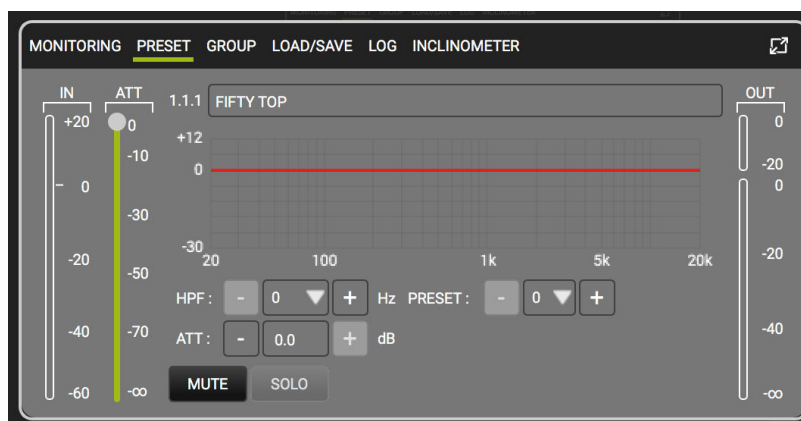 MONITORING PRESET GROUP LOAD/SAVE LOG INCLINOMETER
IN ATT 1.1.1 FIFTY TOP OUT
+20 0 +12 0
-10 0 -20
0 0
-30
-20 -30 -20
20 100 1k 5k 20k
-50
HPF : - 0 + Hz PRESET : - 0 +
-40 -70 ATT : - 0.0 + dB -40
MUTE SOLO
-60 -∞ -∞